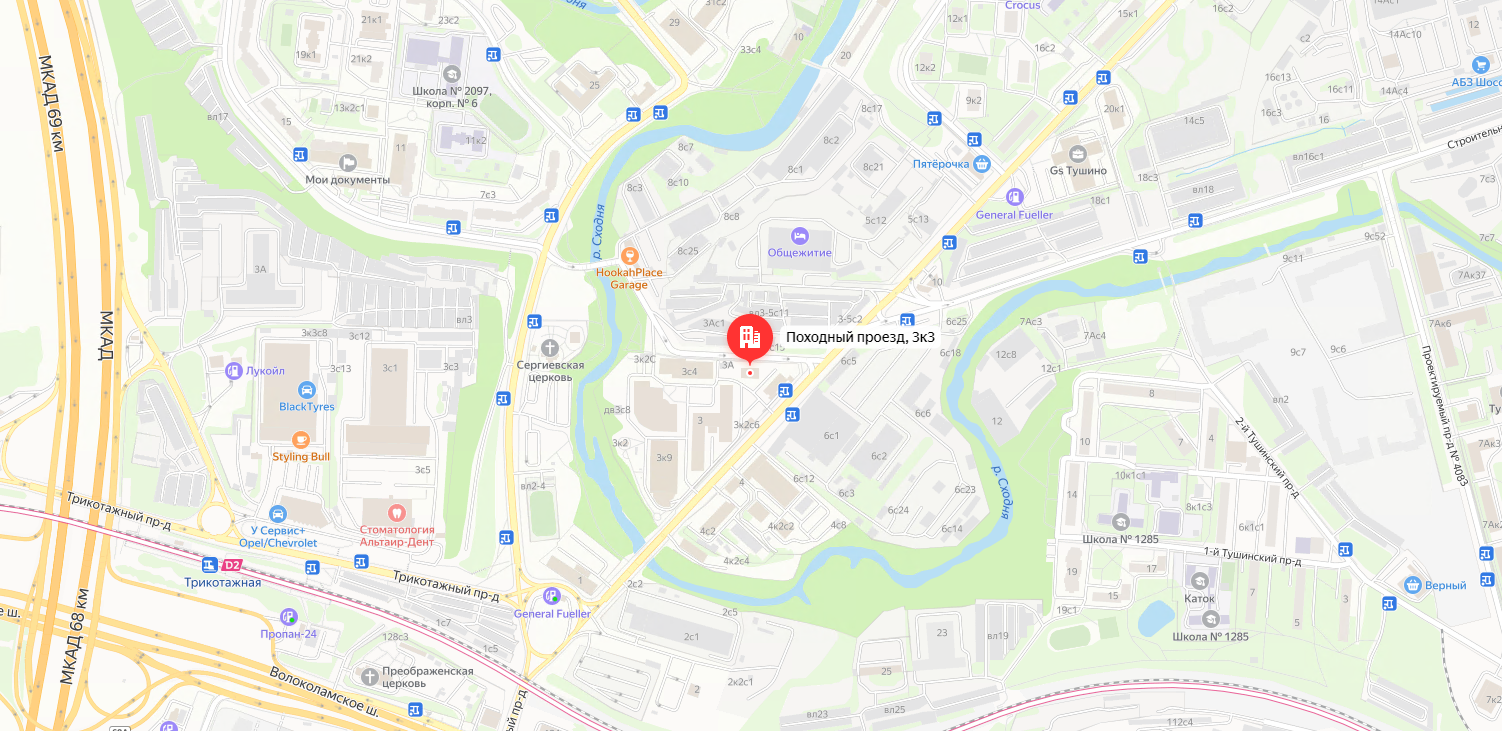 31с2
Crocus
23с2
21к1
29
12к1
15к1
33с4
10
20
16с2
14Ас10
19к1
21к2
12к2
МКАД 69 км
Школа № 2097,
корп. № 6
25
16с13
АБЗ Шосс
16с11
14Ас4
9к2
13к2с1
8с17
20к1
вл17
15
11
11к2
8с2
14с5
16с3
16
Строительн
8с7
Мои документы
8с1
8с21
Пятёрочка
Gs Тушино
вл16с1
8с3
8с10
7с3
вл18
7с3
18с1
General Fueller
р. Сходня
8с8
5с12
5с13
8с25
Общежитие
9с52
3А
HookahPlace
Garage
9с11
7с7
7Ак37
10
МКАД
вл3
3Ас1
вл3-5с11
3-5с2
6с25
7Ас3
3к3с8
3с11
7Ас4
Походный проезд, 3к3
Сергиевская
церковь
3к2С
3А
6с5
6с18
12с8
9с7
9с6
Лукойл
3с13
3с1
3с3
3с4
12с1
Проектируемый пр-д № 4083
BlackTyres
дв3с8
6с6
8
вл2
3
3к2с6
12
2-й Тушинский пр-д
Styling Bull
3к2
6с1
10
7
4
3к9
6с2
3с5
10к1с1
вл2-4
4
6с12
6с3
6с23
р. Сходня
14
Трикотажный пр-д
Стоматология
Альтаир-Дент
У Сервис+
Opel/Chevrolet
6с24
8к1с3
4с2
4к2с2
4с8
6с14
6к1с1
Школа № 1285
4к2с4
1-й Тушинский пр-д
D2
Трикотажная
Трикотажный пр-д
1
2с2
19
17
Каток
Верный
МКАД 68 км
General Fueller
2с5
19с1
3
7
5
Пропан-24
1с7
128с3
2с1
23
вл19
Школа № 1285
1с5
Преображенская
церковь
25
Волоколамское ш.
2
2к2с1
вл23
вл25
112с4
7к2